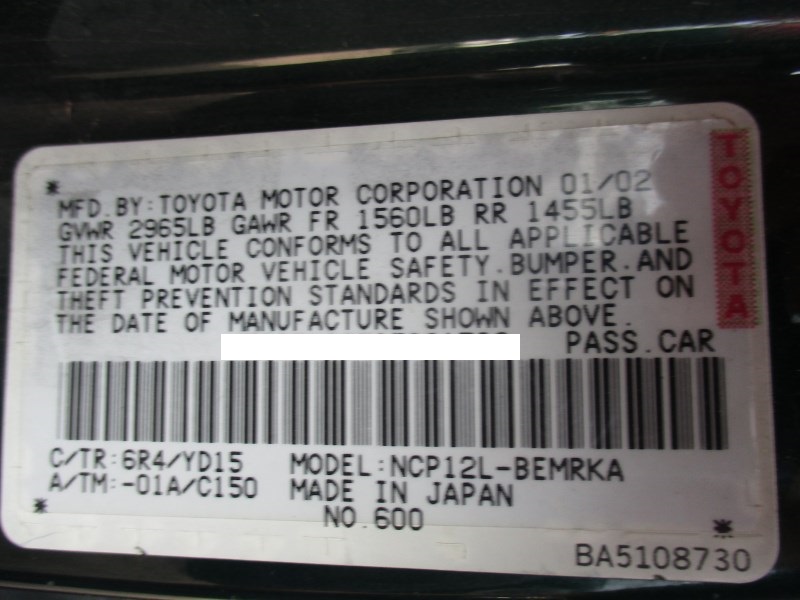 MFD.BY:TOYOTA MOTOR CORPORATION 01/02
GVWR 2965LB GAWR FR 1560LB RR 1455LB
THIS VEHICLE CONFORMS TO ALL APPLICABLE
FEDERAL MOTOR VEHICLE SAFETY.BUMPER.AND
THEFT PREVENTION STANDARDS IN EFFECT ON
THE DATE OF MANUFACTURE SHOWN ABOVE.
PASS.CAR
C/TR:6R4/YD15 MODEL:NCP12L-BEMRKA
A/TM:-01A/C150 MADE IN JAPAN
NO.600
BA5108730
TOYOTA